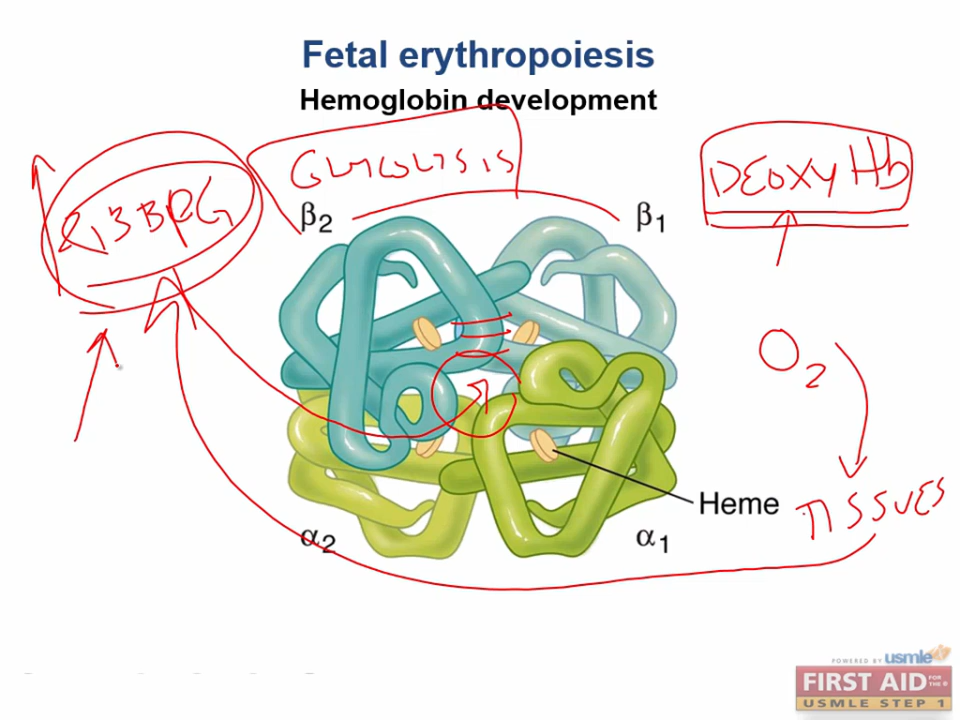 Fetal erythropoiesis
Hemoglobin development
GLYCOLYSIS
DEOXY Hb
2,3 BPG
β2
β1
O2
Heme
TISSUES
α2
α1
POWERED BY usmle
FIRST AID FOR THE®
USMLE STEP 1